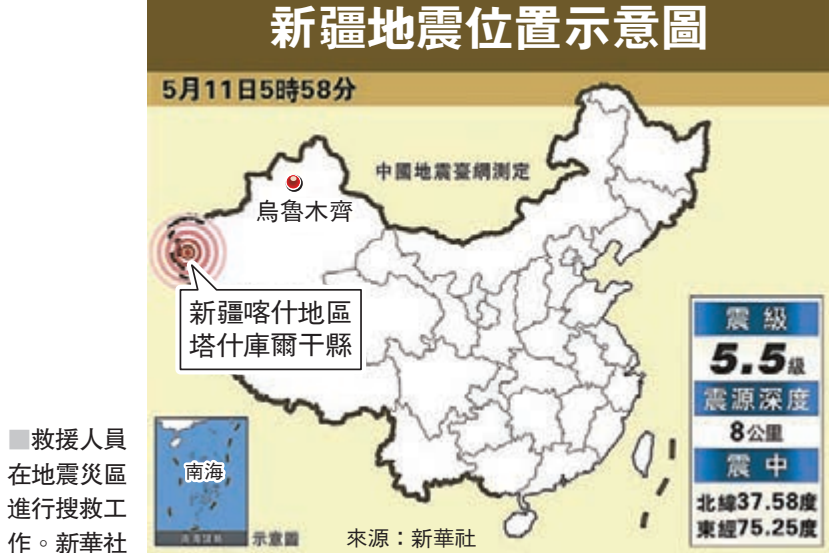 新疆地震位置示意圖
5月11日5時58分
中國地震臺網測定
烏魯木齊
新疆喀什地區
塔什庫爾干縣
震級
5.5級
震源深度
8公里
震中
北緯37.58度
東經75.25度
南海
南海諸島
示意圖
來源：新華社
■救援人員
在地震災區
進行搜救工
作。新華社